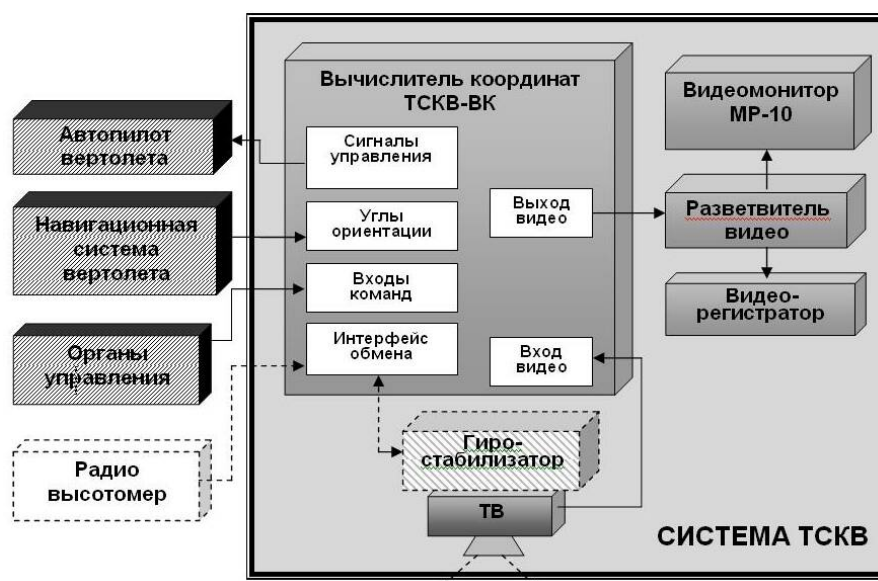 Автопилот
вертолета
Навигационная
система
вертолета
Органы
управления
Радио
высотомер
Вычислитель координат
ТСКВ-ВК
Сигналы
управления
Углы
ориентации
Входы
команд
Интерфейс
обмена
Выход
видео
Вход
видео
Гиро-
стабилизатор
ТВ
Видеомонитор
МР-10
Разветвитель
видео
Видео-
регистратор
СИСТЕМА ТСКВ